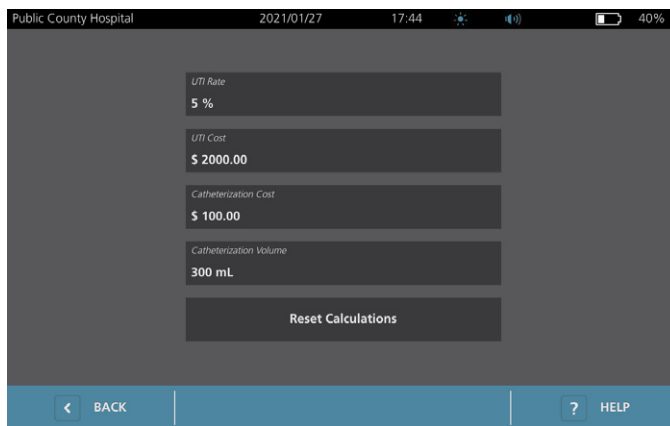 Public County Hospital 2021/01/27 17:44 40%
UTI Rate
5 %
UTI Cost
$ 2000.00
Catheterization Cost
$ 100.00
Catheterization Volume
300 mL
Reset Calculations
< BACK ? HELP